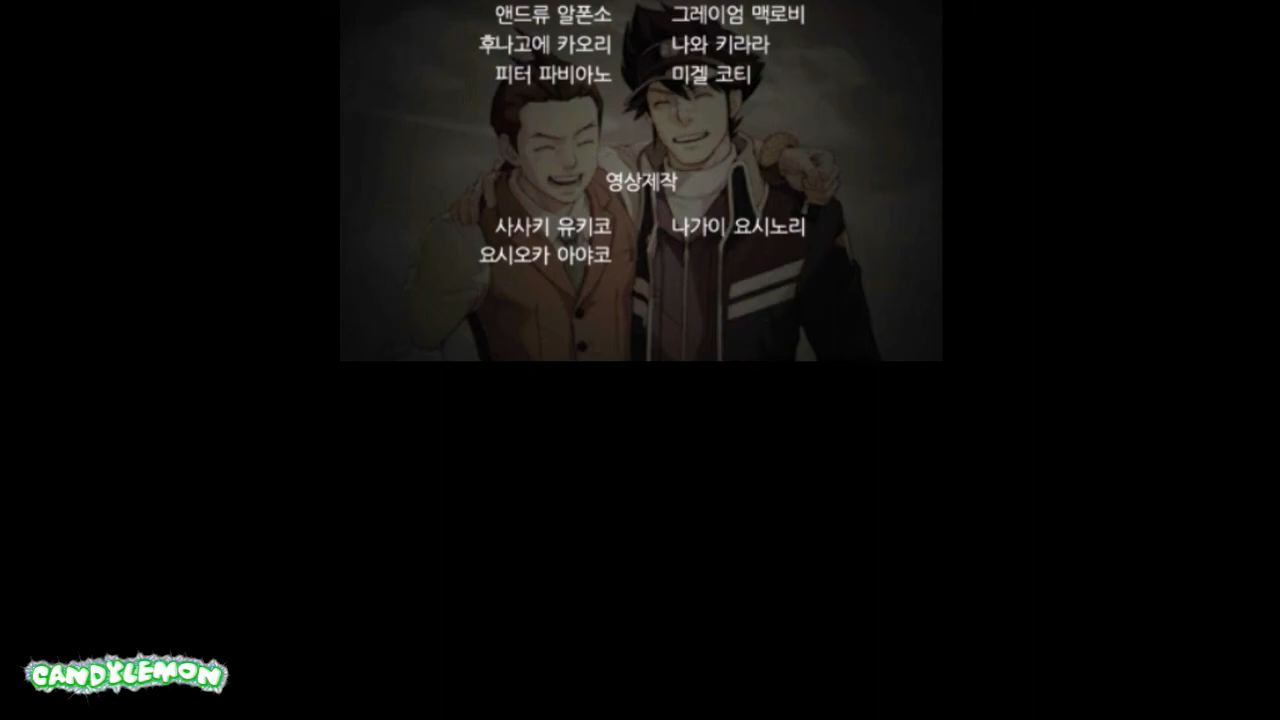 앤드류 알폰소 그레이엄 맥로비
후나고에 카오리 나와 키라라
피터 파비아노 미겔 코티
영상제작
사사키 유키코 나가이 요시노리
요시오카 아야코
CANDYLEMON